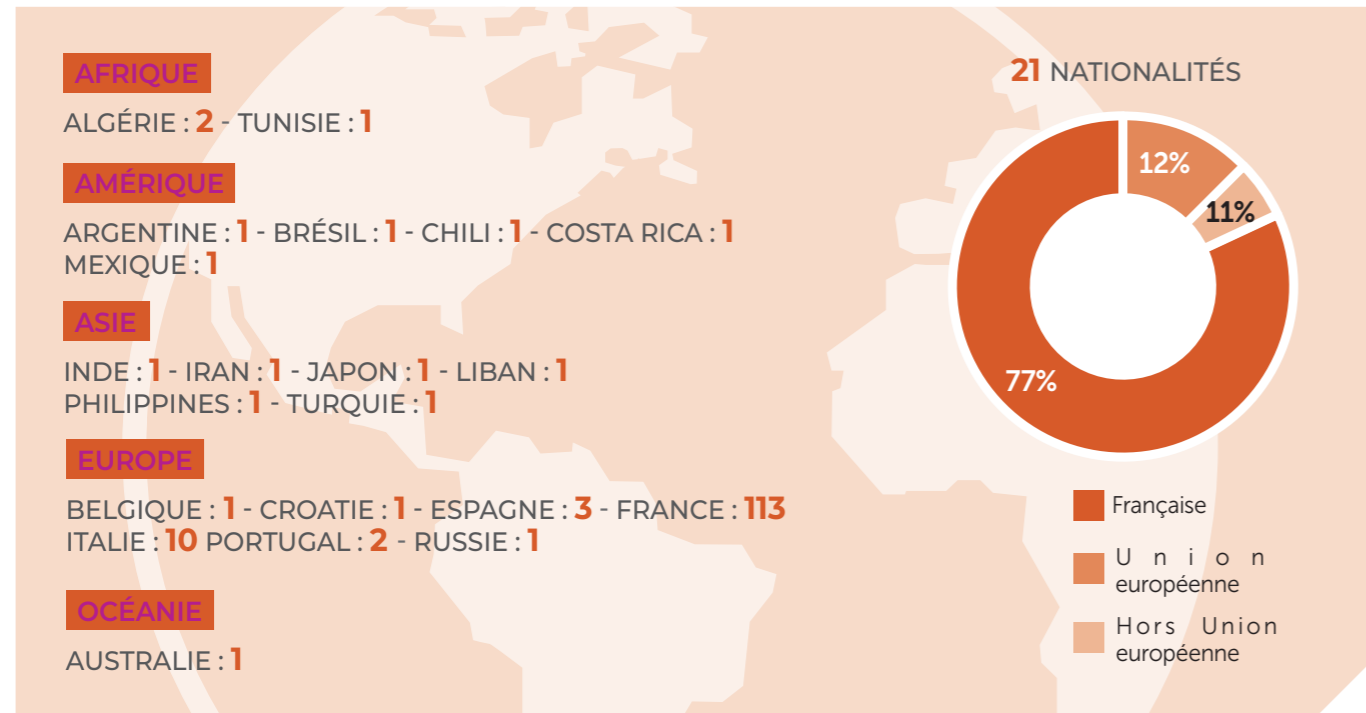 AFRIQUE
ALGÉRIE : 2 - TUNISIE : 1
AMÉRIQUE
ARGENTINE : 1 - BRÉSIL : 1 - CHILI : 1 - COSTA RICA : 1
MEXIQUE : 1
ASIE
INDE : 1 - IRAN : 1 - JAPON : 1 - LIBAN : 1
PHILIPPINES : 1 - TURQUIE : 1
EUROPE
BELGIQUE : 1 - CROATIE : 1 - ESPAGNE : 3 - FRANCE : 113
ITALIE : 10 PORTUGAL : 2 - RUSSIE : 1
OCÉANIE
AUSTRALIE : 1
21 NATIONALITÉS
12%
11%
77%
Française
Union
européenne
Hors Union
européenne